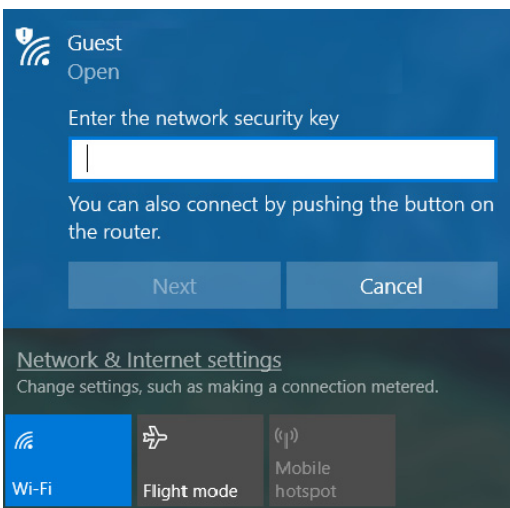 Guest
Open
Enter the network security key
You can also connect by pushing the button on
the router.
Next
Cancel
Network & Internet settings
Change settings, such as making a connection metered.
Wi-Fi
Flight mode
Mobile
hotspot